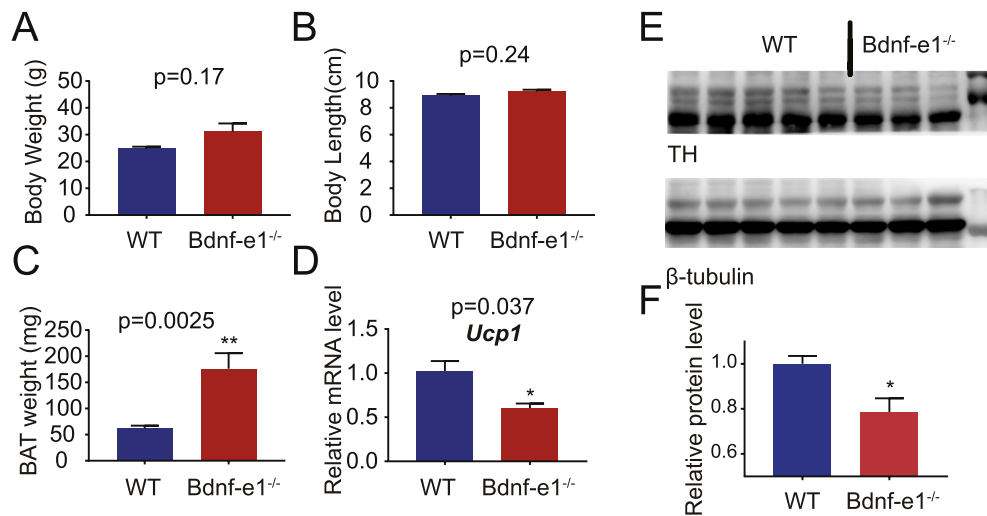 A
Body Weight (g)
p=0.17
50
40
30
20
10
0
WT Bdnf-e1-/-
B
Body Length(cm)
p=0.24
10
8
6
4
2
0
WT Bdnf-e1-/-
C
BAT weight (mg)
p=0.0025
250
200
150
100
50
0
**
WT Bdnf-e1-/-
D
Relative mRNA level
p=0.037
Ucp1
1.5
1.0
0.5
0.0
*
WT Bdnf-e1-/-
E
WT Bdnf-e1-/-
TH
β-tubulin
F
Relative protein level
1.0
0.8
0.6
*
WT Bdnf-e1-/-